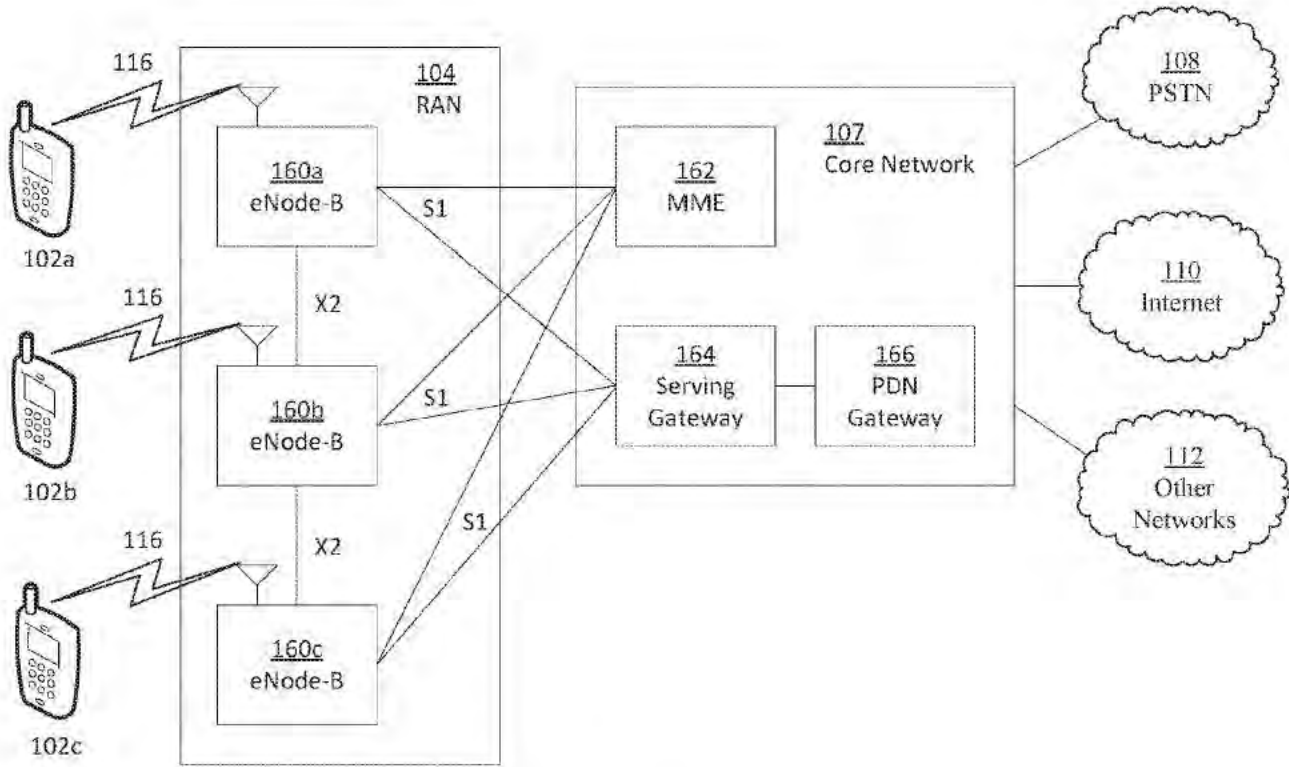 116
104
RAN
102a
160a
eNode-B
S1
X2
116
102b
160b
eNode-B
S1
X2
116
102c
160c
eNode-B
S1
107
Core Network
162
MME
164
Serving
Gateway
166
PDN
Gateway
108
PSTN
110
Internet
112
Other
Networks